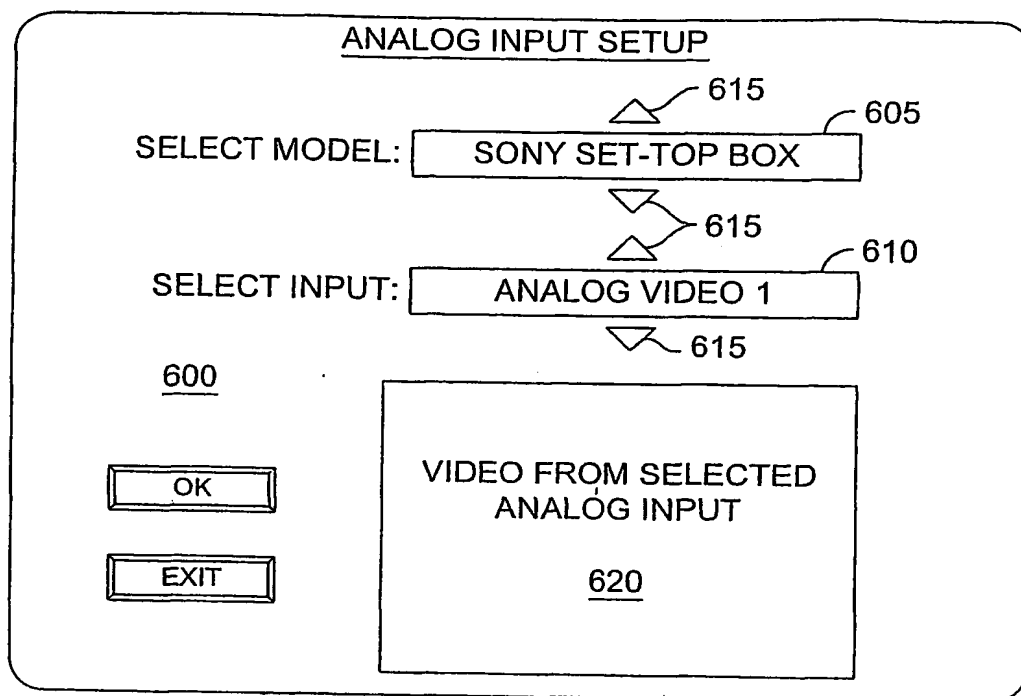 ANALOG INPUT SETUP
615
605
SELECT MODEL: SONY SET-TOP BOX
615
610
SELECT INPUT: ANALOG VIDEO 1
615
600
VIDEO FROM SELECTED
ANALOG INPUT
OK
EXIT
620